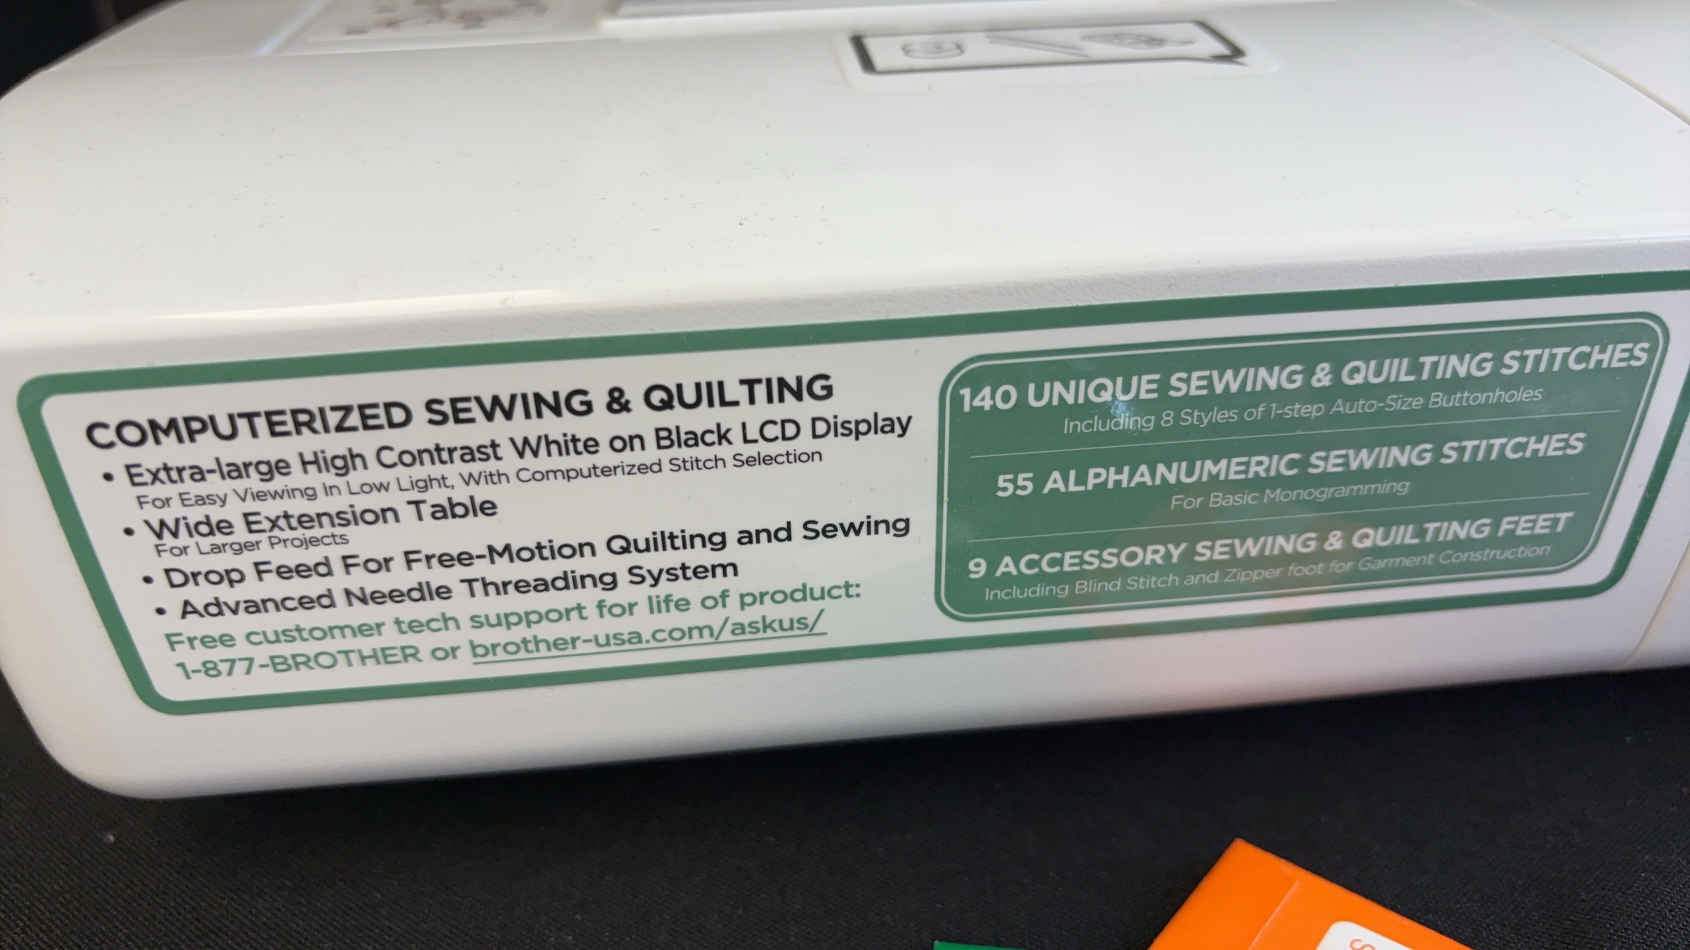 COMPUTERIZED SEWING & QUILTING
• Extra-large High Contrast White on Black LCD Display
For Easy Viewing In Low Light, With Computerized Stitch Selection
• Wide Extension Table
For Larger Projects
• Drop Feed For Free-Motion Quilting and Sewing
• Advanced Needle Threading System
Free customer tech support for life of product:
1-877-BROTHER or brother-usa.com/askus/
140 UNIQUE SEWING & QUILTING STITCHES
Including 8 Styles of 1-step Auto-Size Buttonholes
55 ALPHANUMERIC SEWING STITCHES
For Basic Monogramming
9 ACCESSORY SEWING & QUILTING FEET
Including Blind Stitch and Zipper foot for Garment Construction